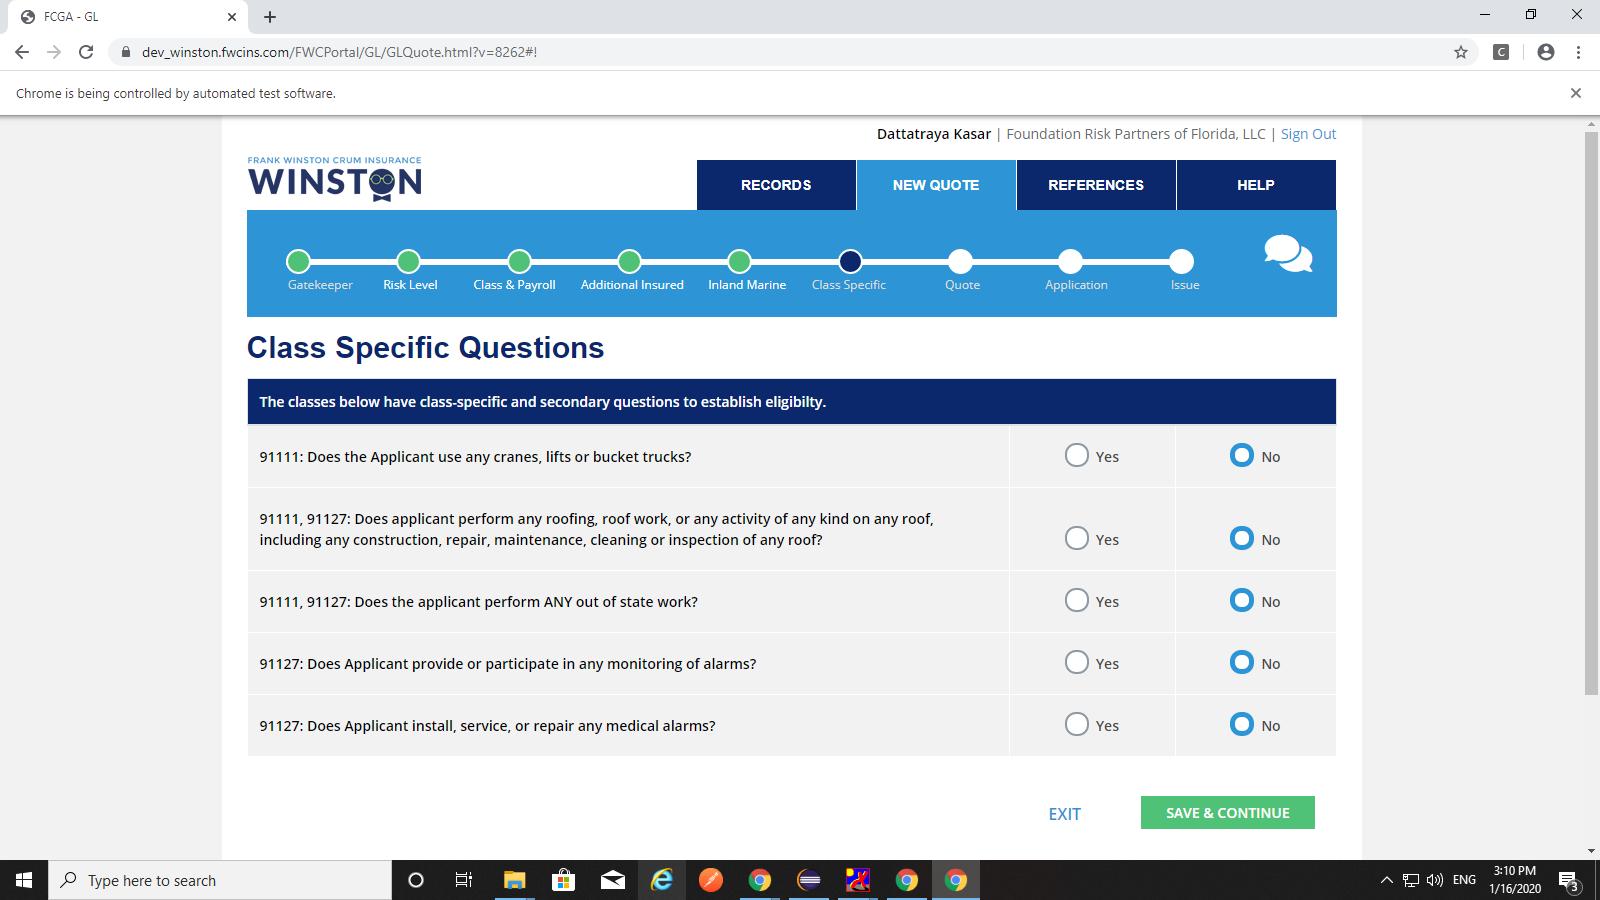 FCGA - GL
dev_winston.fwcins.com/FWCPortal/GL/GLQuote.html?v=8262#!
C
Chrome is being controlled by automated test software.
Dattatraya Kasar | Foundation Risk Partners of Florida, LLC | Sign Out
FRANK WINSTON CRUM INSURANCE
WINSTON
RECORDS
NEW QUOTE
REFERENCES
HELP
Gatekeeper
Risk Level
Class & Payroll
Additional Insured
Inland Marine
Class Specific
Quote
Application
Issue
Class Specific Questions
The classes below have class-specific and secondary questions to establish eligibilty.
91111: Does the Applicant use any cranes, lifts or bucket trucks?
Yes
No
91111, 91127: Does applicant perform any roofing, roof work, or any activity of any kind on any roof,
including any construction, repair, maintenance, cleaning or inspection of any roof?
Yes
No
91111, 91127: Does the applicant perform ANY out of state work?
Yes
No
91127: Does Applicant provide or participate in any monitoring of alarms?
Yes
No
91127: Does Applicant install, service, or repair any medical alarms?
Yes
No
EXIT
SAVE & CONTINUE
Type here to search
ENG
3:10 PM
1/16/2020
3